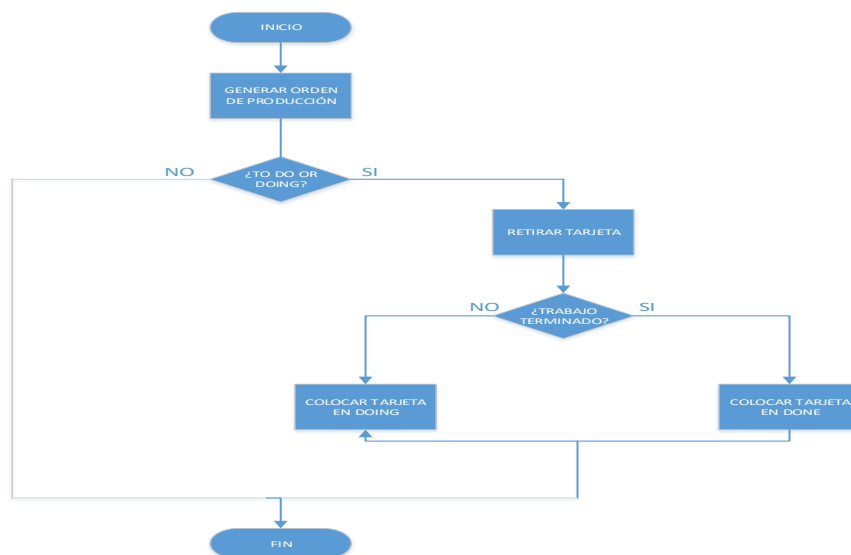 INICIO
GENERAR ORDEN
DE PRODUCCIÓN
NO
¿TO DO OR
DOING?
SI
RETIRAR TARJETA
NO
¿TRABAJO
TERMINADO?
SI
COLOCAR TARJETA
EN DOING
COLOCAR TARJETA
EN DONE
FIN